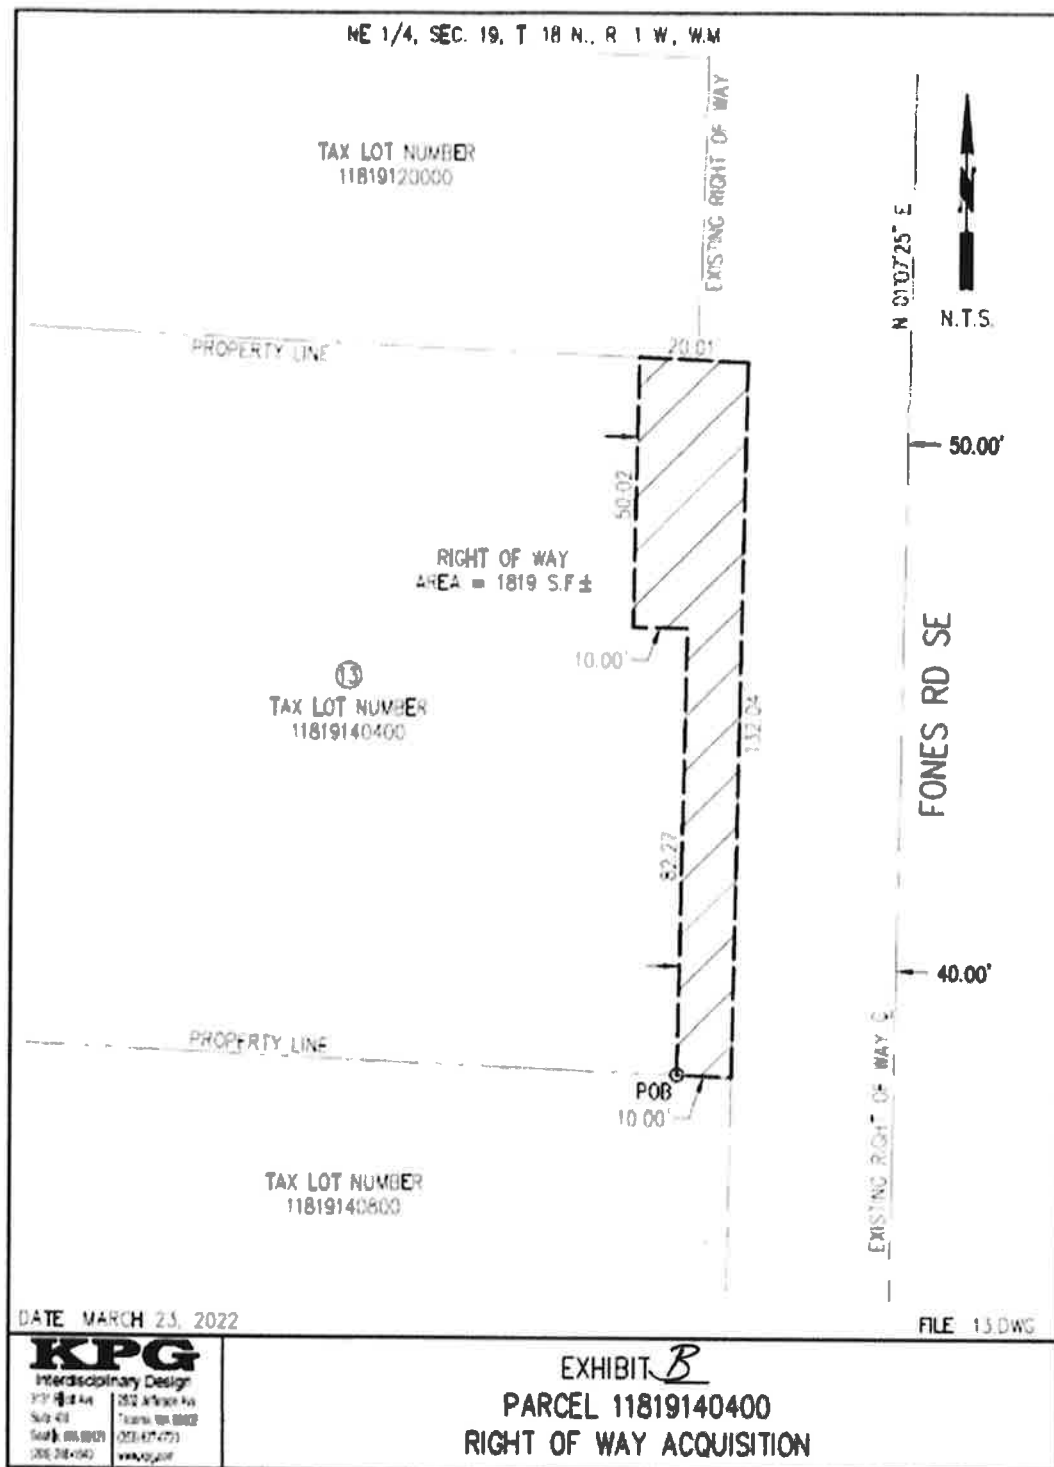 NE 1/4, SEC. 19, T 18 N., R 1 W, W.M
TAX LOT NUMBER
11819120000
EXISTING RIGHT OF WAY
N 01°07'25" E
N
N.T.S.
PROPERTY LINE
20.01
50.00'
50.02
RIGHT OF WAY
AREA = 1819 S.F±
10.00'
13
TAX LOT NUMBER
11819140400
132.04
FONES RD SE
82.27
40.00'
PROPERTY LINE
POB
10.00'
EXISTING RIGHT OF WAY
TAX LOT NUMBER
11819140800
DATE MARCH 23, 2022
FILE 13.DWG
KPG
Interdisciplinary Design
Tacoma
www.kpg.com
EXHIBIT B
PARCEL 11819140400
RIGHT OF WAY ACQUISITION